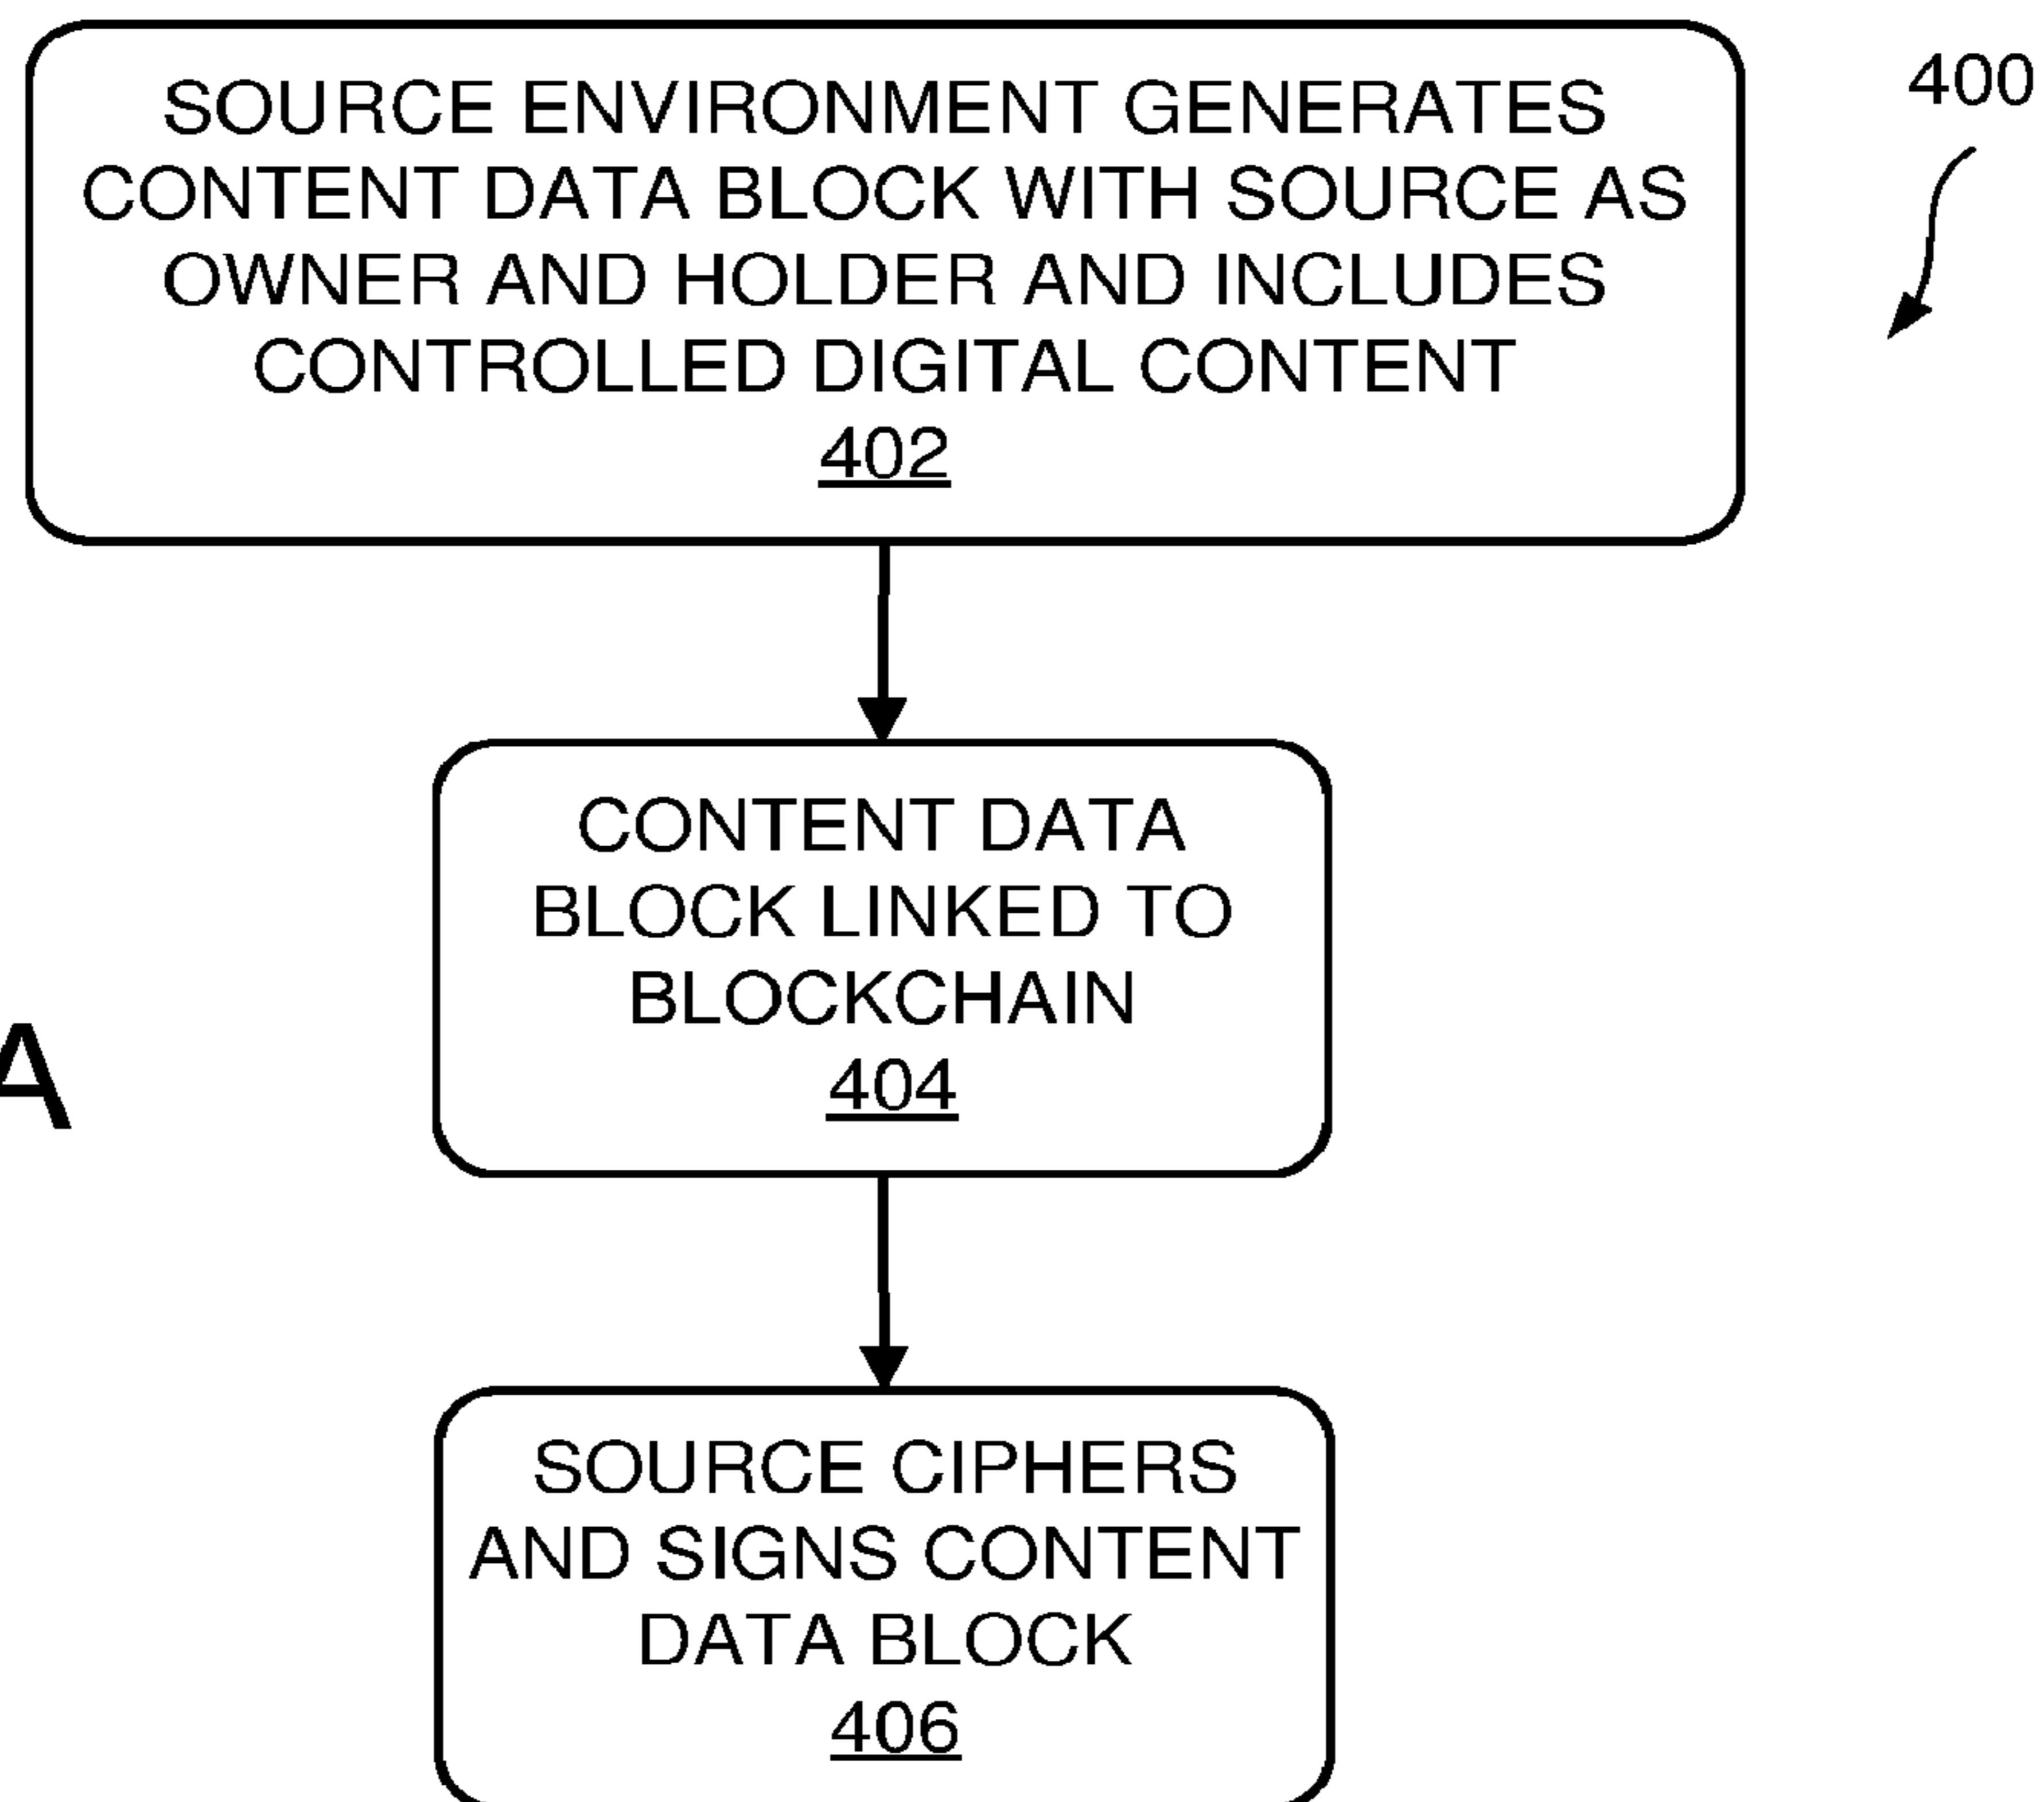 SOURCE ENVIRONMENT GENERATES
CONTENT DATA BLOCK WITH SOURCE AS
OWNER AND HOLDER AND INCLUDES
CONTROLLED DIGITAL CONTENT
402
400
CONTENT DATA
BLOCK LINKED TO
BLOCKCHAIN
404
A
SOURCE CIPHERS
AND SIGNS CONTENT
DATA BLOCK
406